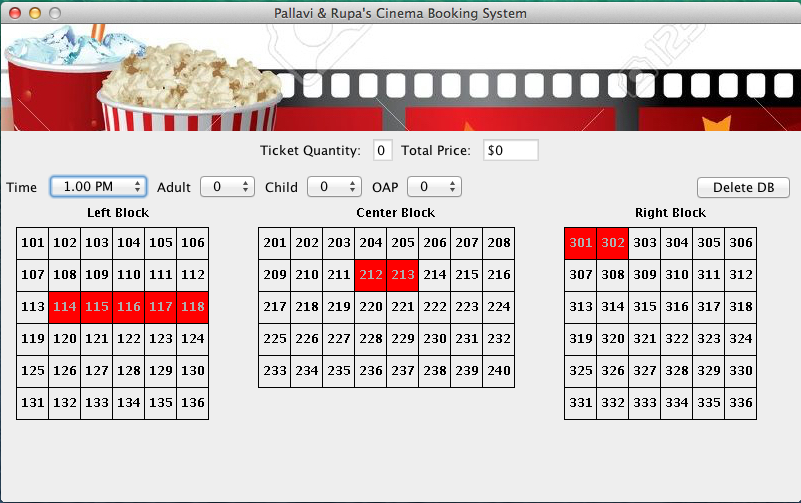 Pallavi & Rupa's Cinema Booking System
Ticket Quantity: 0 Total Price: $0
Time 1.00 PM Adult 0 Child 0 OAP 0 Delete DB
Left Block Center Block Right Block
101 102 103 104 105 106 201 202 203 204 205 206 207 208 301 302 303 304 305 306
107 108 109 110 111 112 209 210 211 212 213 214 215 216 307 308 309 310 311 312
113 114 115 116 117 118 217 218 219 220 221 222 223 224 313 314 315 316 317 318
119 120 121 122 123 124 225 226 227 228 229 230 231 232 319 320 321 322 323 324
125 126 127 128 129 130 233 234 235 236 237 238 239 240 325 326 327 328 329 330
131 132 133 134 135 136 331 332 333 334 335 336